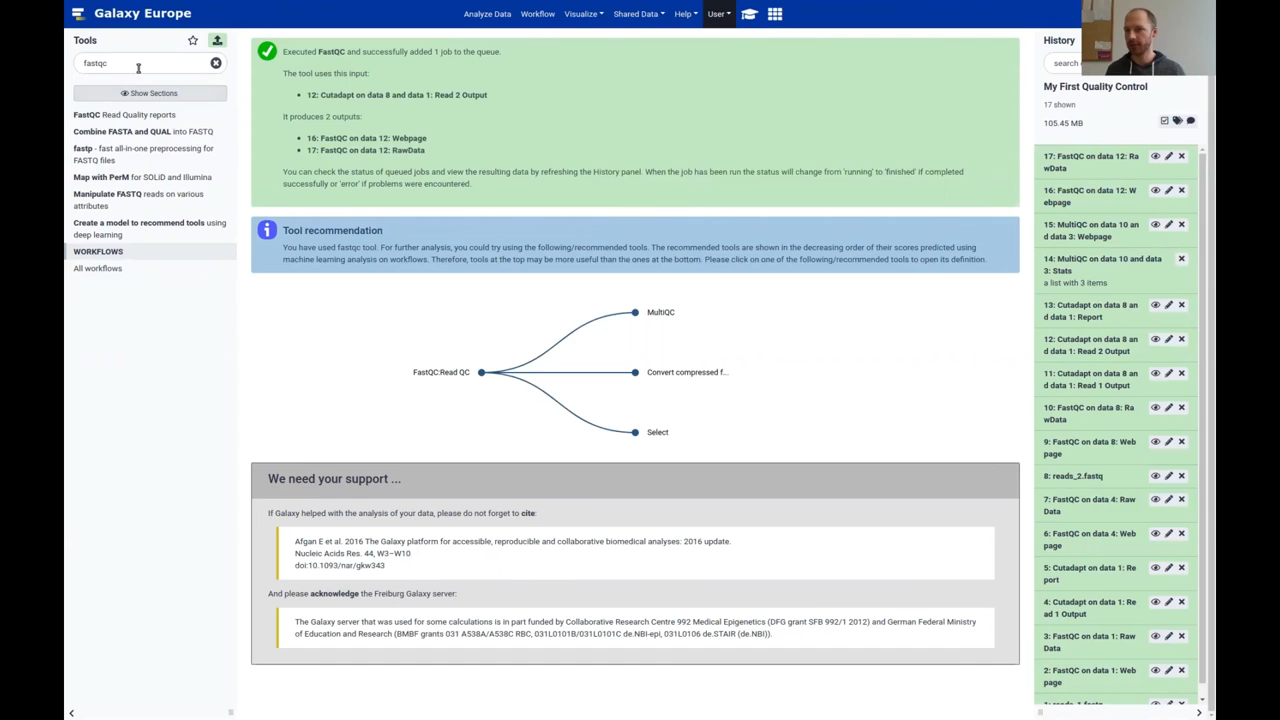 Galaxy Europe
Analyze Data
Workflow
Visualize
Shared Data
Help
User
Tools
fastqc
Show Sections
FastQC Read Quality reports
Combine FASTA and QUAL into FASTQ
fastp - fast all-in-one preprocessing for
FASTQ files
Map with PerM for SOLiD and Illumina
Manipulate FASTQ reads on various
attributes
Create a model to recommend tools using
deep learning
WORKFLOWS
All workflows
Executed FastQC and successfully added 1 job to the queue.
The tool uses this input:
12: Cutadapt on data 8 and data 1: Read 2 Output
It produces 2 outputs:
16: FastQC on data 12: Webpage
17: FastQC on data 12: RawData
You can check the status of queued jobs and view the resulting data by refreshing the History panel. When the job has been run the status will change from 'running' to 'finished' if completed
successfully or 'error' if problems were encountered.
Tool recommendation
You have used fastqc tool. For further analysis, you could try using the following/recommended tools. The recommended tools are shown in the decreasing order of their scores predicted using
machine learning analysis on workflows. Therefore, tools at the top may be more useful than the ones at the bottom. Please click on one of the following/recommended tools to open its definition.
MultiQC
FastQC:Read QC
Convert compressed f...
Select
We need your support ...
If Galaxy helped with the analysis of your data, please do not forget to cite:
Afgan E et al. 2016 The Galaxy platform for accessible, reproducible and collaborative biomedical analyses: 2016 update.
Nucleic Acids Res. 44, W3–W10
doi:10.1093/nar/gkw343
And please acknowledge the Freiburg Galaxy server:
The Galaxy server that was used for some calculations is in part funded by Collaborative Research Centre 992 Medical Epigenetics (DFG grant SFB 992/1 2012) and German Federal Ministry
of Education and Research (BMBF grants 031 A538A/A538C RBC, 031L0101B/031L0101C de.NBI-epi, 031L0106 de.STAIR (de.NBI)).
History
search
My First Quality Control
17 shown
105.45 MB
17: FastQC on data 12: Ra
wData
16: FastQC on data 12: W
ebpage
15: MultiQC on data 10 an
d data 3: Webpage
14: MultiQC on data 10 and data
3: Stats
a list with 3 items
13: Cutadapt on data 8 an
d data 1: Report
12: Cutadapt on data 8 an
d data 1: Read 2 Output
11: Cutadapt on data 8 an
d data 1: Read 1 Output
10: FastQC on data 8: Ra
wData
9: FastQC on data 8: Web
page
8: reads_2.fastq
7: FastQC on data 4: Raw
Data
6: FastQC on data 4: Web
page
5: Cutadapt on data 1: Re
port
4: Cutadapt on data 1: Re
ad 1 Output
3: FastQC on data 1: Raw
Data
2: FastQC on data 1: Web
page
1: reads_1.fastq